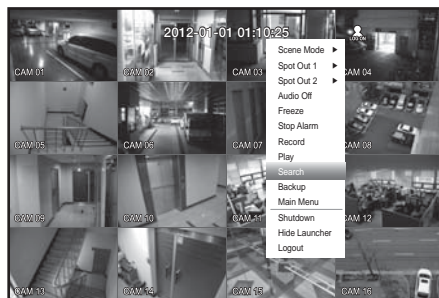 2012-01-01 01:10:25
LOG ON
CAM 01
CAM 02
CAM 03
CAM 04
Scene Mode
Spot Out 1
Spot Out 2
Audio Off
Freeze
Stop Alarm
Record
Play
Search
Backup
Main Menu
Shutdown
Hide Launcher
Logout
CAM 05
CAM 06
CAM 07
CAM 08
CAM 09
CAM 10
CAM 11
CAM 12
CAM 13
CAM 14
CAM 15
CAM 16